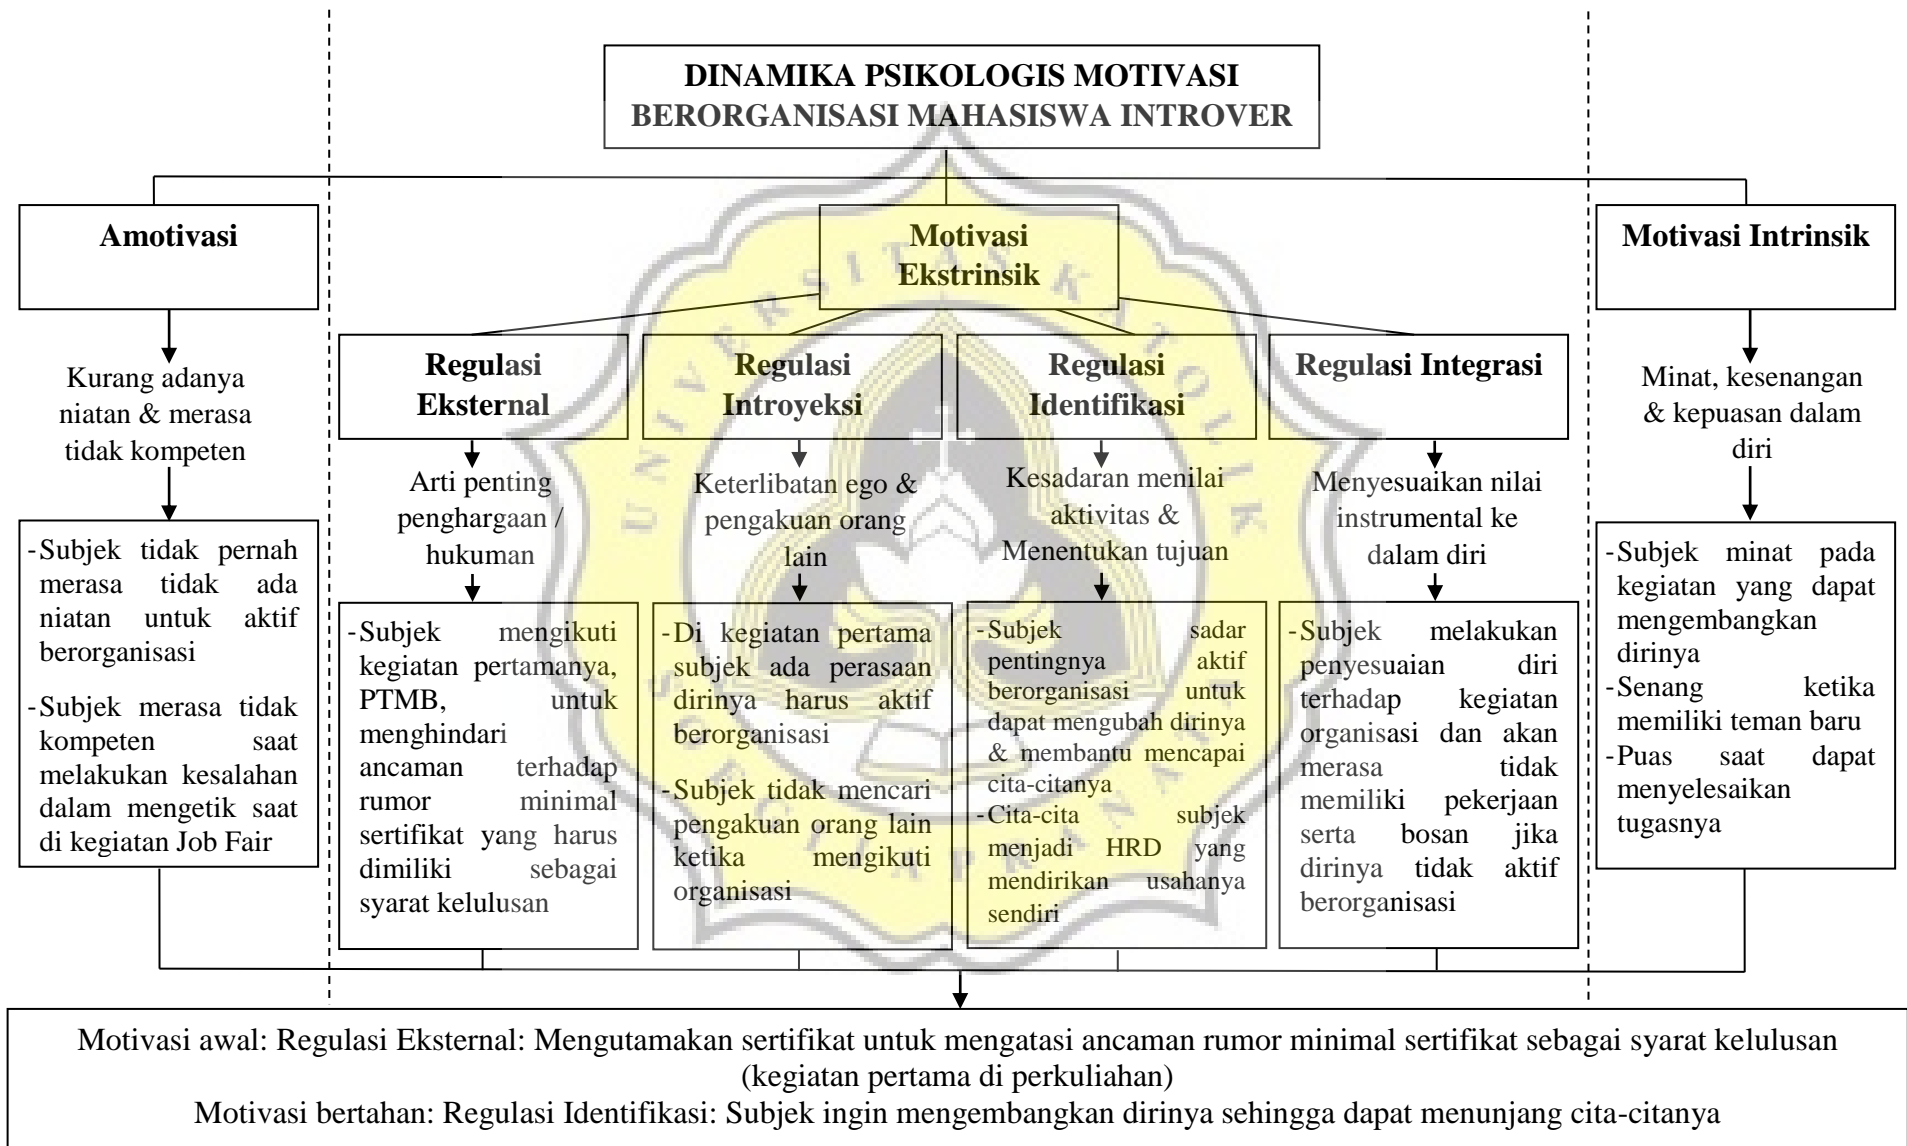 DINAMIKA PSIKOLOGIS MOTIVASI
BERORGANISASI MAHASISWA INTROVER
Amotivasi
Kurang adanya
niatan & merasa
tidak kompeten
-Subjek tidak pernah
merasa tidak ada
niatan untuk aktif
berorganisasi
-Subjek merasa tidak
kompeten saat
melakukan kesalahan
dalam mengetik saat
di kegiatan Job Fair
Motivasi
Ekstrinsik
Regulasi
Eksternal
Arti penting
penghargaan /
hukuman
-Subjek mengikuti
kegiatan pertamanya,
PTMB, untuk
menghindari
ancaman terhadap
rumor minimal
sertifikat yang harus
dimiliki sebagai
syarat kelulusan
Regulasi
Introyeksi
Keterlibatan ego &
pengakuan orang
lain
-Di kegiatan pertama
subjek ada perasaan
dirinya harus aktif
berorganisasi
-Subjek tidak mencari
pengakuan orang lain
ketika mengikuti
organisasi
Regulasi
Identifikasi
Kesadaran menilai
aktivitas &
Menentukan tujuan
-Subjek sadar
pentingnya aktif
berorganisasi untuk
dapat mengubah dirinya
& membantu mencapai
cita-citanya
-Cita-cita subjek
menjadi HRD yang
mendirikan usahanya
sendiri
Regulasi Integrasi
Menyesuaikan nilai
instrumental ke
dalam diri
-Subjek melakukan
penyesuaian diri
terhadap kegiatan
organisasi dan akan
merasa tidak
memiliki pekerjaan
serta bosan jika
dirinya tidak aktif
berorganisasi
Motivasi Intrinsik
Minat, kesenangan
& kepuasan dalam
diri
-Subjek minat pada
kegiatan yang dapat
mengembangkan
dirinya
-Senang ketika
memiliki teman baru
-Puas saat dapat
menyelesaikan
tugasnya
Motivasi awal: Regulasi Eksternal: Mengutamakan sertifikat untuk mengatasi ancaman rumor minimal sertifikat sebagai syarat kelulusan
(kegiatan pertama di perkuliahan)
Motivasi bertahan: Regulasi Identifikasi: Subjek ingin mengembangkan dirinya sehingga dapat menunjang cita-citanya
UNIVERSITAS KATOLIK
SOEGIJAPRANATA